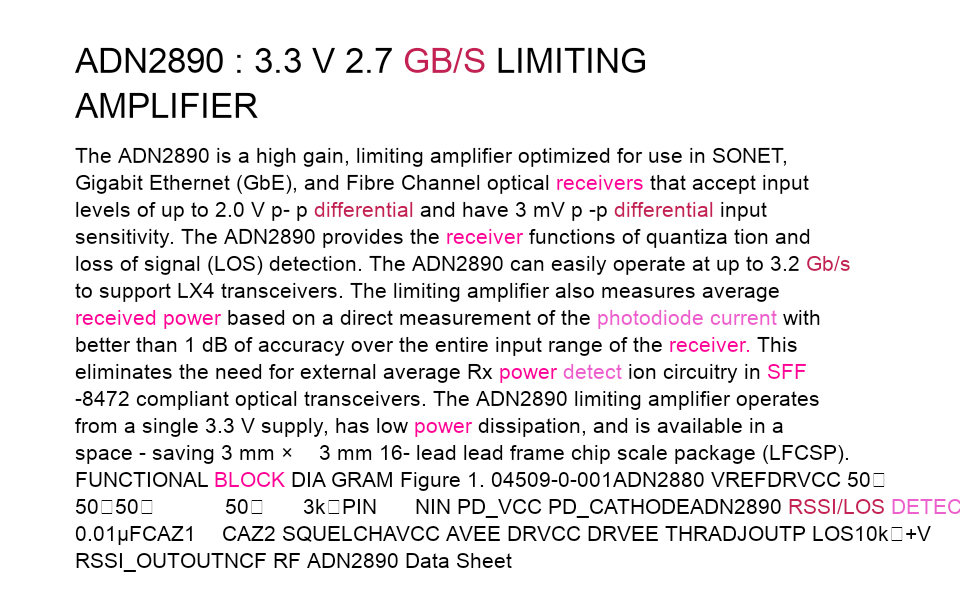 ADN2890 : 3.3 V 2.7 GB/S LIMITING
AMPLIFIER
The ADN2890 is a high gain, limiting amplifier optimized for use in SONET,
Gigabit Ethernet (GbE), and Fibre Channel optical receivers that accept input
levels of up to 2.0 V p- p differential and have 3 mV p -p differential input
sensitivity. The ADN2890 provides the receiver functions of quantiza tion and
loss of signal (LOS) detection. The ADN2890 can easily operate at up to 3.2 Gb/s
to support LX4 transceivers. The limiting amplifier also measures average
received power based on a direct measurement of the photodiode current with
better than 1 dB of accuracy over the entire input range of the receiver. This
eliminates the need for external average Rx power detect ion circuitry in SFF
-8472 compliant optical transceivers. The ADN2890 limiting amplifier operates
from a single 3.3 V supply, has low power dissipation, and is available in a
space - saving 3 mm × 3 mm 16- lead lead frame chip scale package (LFCSP).
FUNCTIONAL BLOCK DIA GRAM Figure 1. 04509-0-001ADN2880 VREFDRVCC 50□
50□50□ 50□ 3k□PIN NIN PD_VCC PD_CATHODEADN2890 RSSI/LOS DETEC
0.01µFCAZ1 CAZ2 SQUELCHAVCC AVEE DRVCC DRVEE THRADJOUTP LOS10k□+V
RSSI_OUTOUTNCF RF ADN2890 Data Sheet